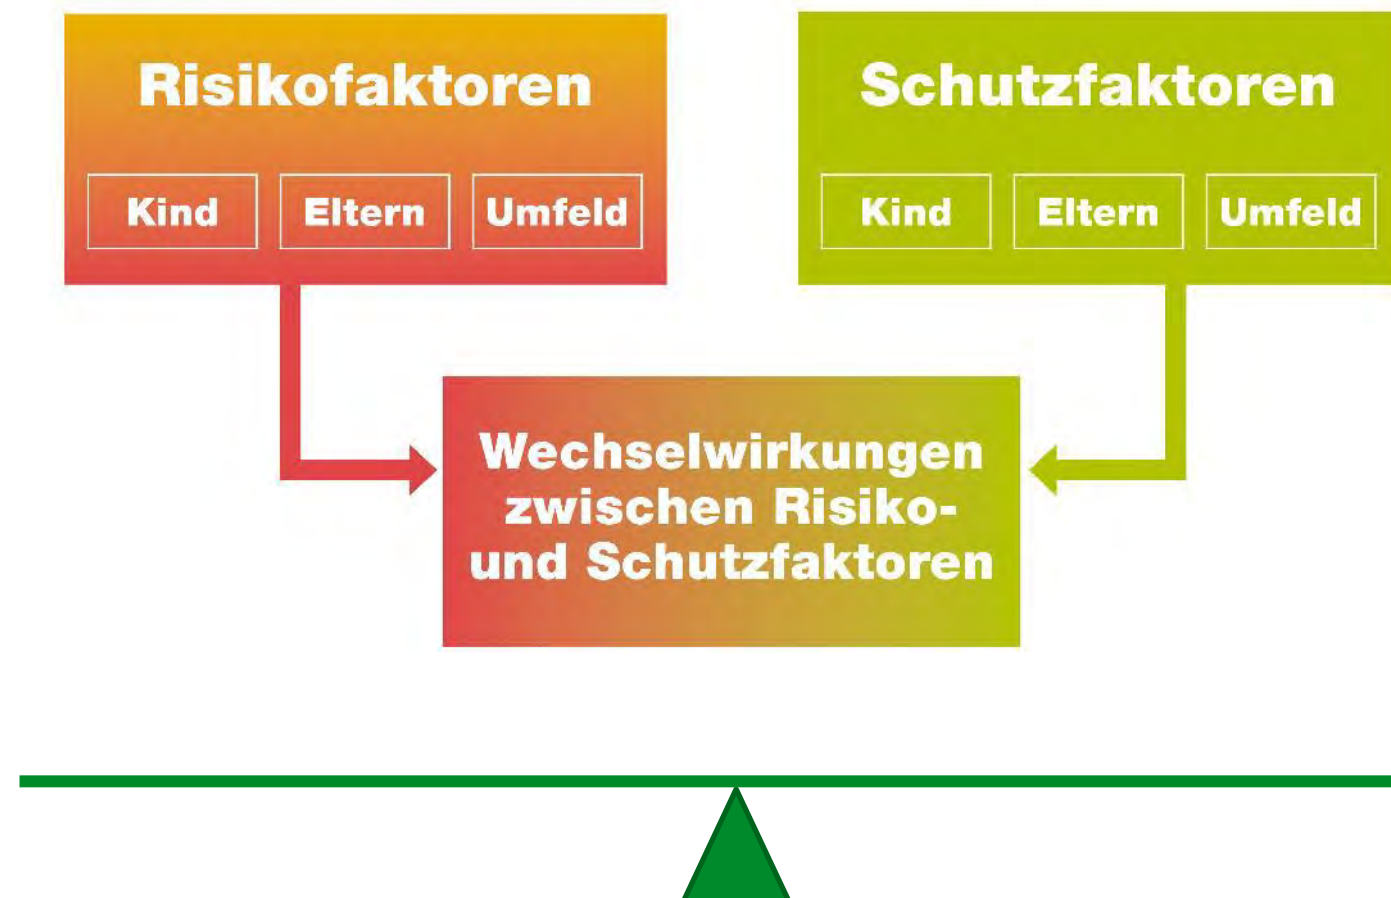 Risikofaktoren
Kind
Eltern
Umfeld
Schutzfaktoren
Kind
Eltern
Umfeld
Wechselwirkungen
zwischen Risiko-
und Schutzfaktoren